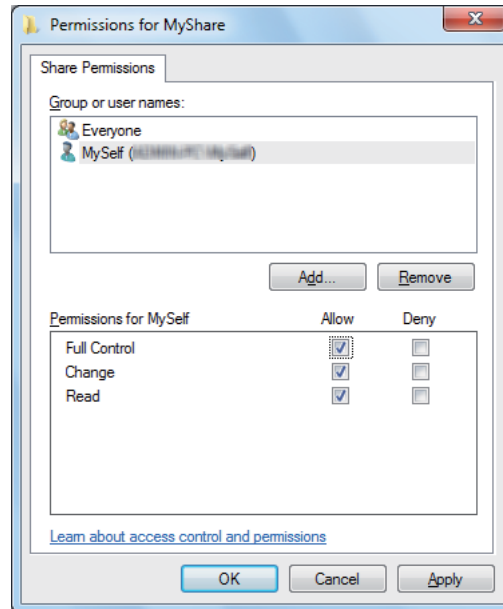 Permissions for MyShare
Share Permissions
Group or user names:
Everyone
MySelf (
)
Add... Remove
Permissions for MySelf Allow Deny
Full Control
Change
Read
Learn about access control and permissions
OK Cancel Apply